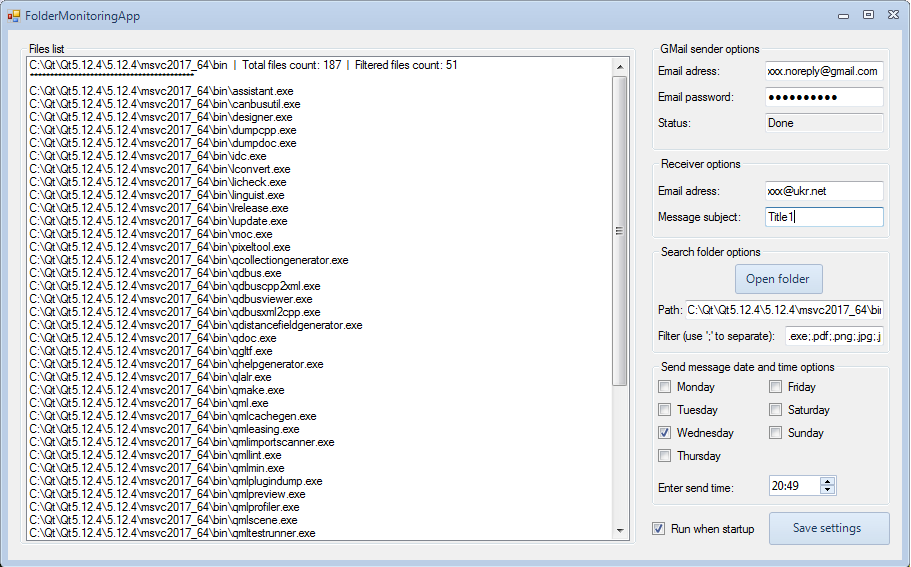 FolderMonitoringApp
Files list
C:\Qt\Qt5.12.4\5.12.4\msvc2017_64\bin | Total files count: 187 | Filtered files count: 51
*****************************************
C:\Qt\Qt5.12.4\5.12.4\msvc2017_64\bin\assistant.exe
C:\Qt\Qt5.12.4\5.12.4\msvc2017_64\bin\canbusutil.exe
C:\Qt\Qt5.12.4\5.12.4\msvc2017_64\bin\designer.exe
C:\Qt\Qt5.12.4\5.12.4\msvc2017_64\bin\dumpcpp.exe
C:\Qt\Qt5.12.4\5.12.4\msvc2017_64\bin\dumpdoc.exe
C:\Qt\Qt5.12.4\5.12.4\msvc2017_64\bin\idc.exe
C:\Qt\Qt5.12.4\5.12.4\msvc2017_64\bin\lconvert.exe
C:\Qt\Qt5.12.4\5.12.4\msvc2017_64\bin\licheck.exe
C:\Qt\Qt5.12.4\5.12.4\msvc2017_64\bin\linguist.exe
C:\Qt\Qt5.12.4\5.12.4\msvc2017_64\bin\lrelease.exe
C:\Qt\Qt5.12.4\5.12.4\msvc2017_64\bin\lupdate.exe
C:\Qt\Qt5.12.4\5.12.4\msvc2017_64\bin\moc.exe
C:\Qt\Qt5.12.4\5.12.4\msvc2017_64\bin\pixeltool.exe
C:\Qt\Qt5.12.4\5.12.4\msvc2017_64\bin\qcollectiongenerator.exe
C:\Qt\Qt5.12.4\5.12.4\msvc2017_64\bin\qdbus.exe
C:\Qt\Qt5.12.4\5.12.4\msvc2017_64\bin\qdbuscpp2xml.exe
C:\Qt\Qt5.12.4\5.12.4\msvc2017_64\bin\qdbusviewer.exe
C:\Qt\Qt5.12.4\5.12.4\msvc2017_64\bin\qdbusxml2cpp.exe
C:\Qt\Qt5.12.4\5.12.4\msvc2017_64\bin\qdistancefieldgenerator.exe
C:\Qt\Qt5.12.4\5.12.4\msvc2017_64\bin\qdoc.exe
C:\Qt\Qt5.12.4\5.12.4\msvc2017_64\bin\qgltf.exe
C:\Qt\Qt5.12.4\5.12.4\msvc2017_64\bin\qhelpgenerator.exe
C:\Qt\Qt5.12.4\5.12.4\msvc2017_64\bin\qlalr.exe
C:\Qt\Qt5.12.4\5.12.4\msvc2017_64\bin\qmake.exe
C:\Qt\Qt5.12.4\5.12.4\msvc2017_64\bin\qml.exe
C:\Qt\Qt5.12.4\5.12.4\msvc2017_64\bin\qmlcachegen.exe
C:\Qt\Qt5.12.4\5.12.4\msvc2017_64\bin\qmleasing.exe
C:\Qt\Qt5.12.4\5.12.4\msvc2017_64\bin\qmlimportscanner.exe
C:\Qt\Qt5.12.4\5.12.4\msvc2017_64\bin\qmllint.exe
C:\Qt\Qt5.12.4\5.12.4\msvc2017_64\bin\qmlmin.exe
C:\Qt\Qt5.12.4\5.12.4\msvc2017_64\bin\qmlplugindump.exe
C:\Qt\Qt5.12.4\5.12.4\msvc2017_64\bin\qmlpreview.exe
C:\Qt\Qt5.12.4\5.12.4\msvc2017_64\bin\qmlprofiler.exe
C:\Qt\Qt5.12.4\5.12.4\msvc2017_64\bin\qmlscene.exe
C:\Qt\Qt5.12.4\5.12.4\msvc2017_64\bin\qmltestrunner.exe
GMail sender options
Email adress: xxx.noreply@gmail.com
Email password: ●●●●●●●●●●
Status: Done
Receiver options
Email adress: xxx@ukr.net
Message subject: Title1
Search folder options
Open folder
Path: C:\Qt\Qt5.12.4\5.12.4\msvc2017_64\bin
Filter (use ';' to separate): .exe;.pdf;.png;.jpg;.j
Send message date and time options
Monday Friday
Tuesday Saturday
Wednesday Sunday
Thursday
Enter send time: 20:49
Run when startup Save settings